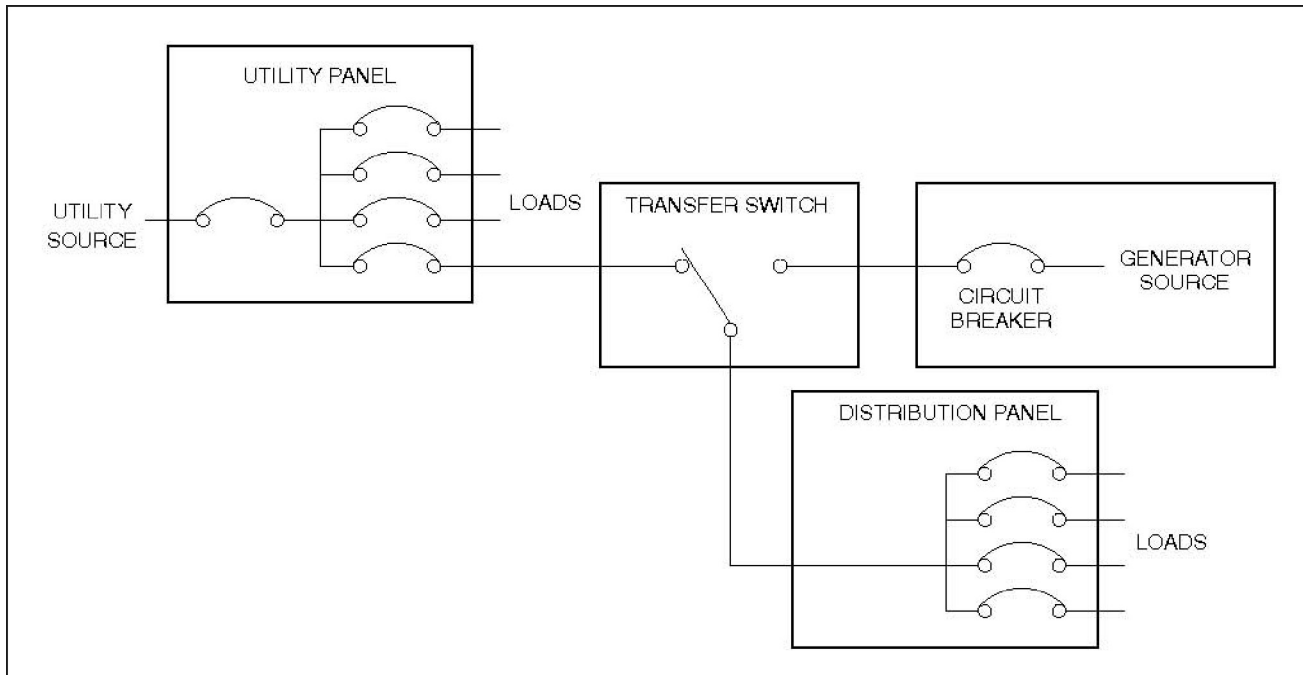 UTILITY PANEL
UTILITY
SOURCE
LOADS
TRANSFER SWITCH
GENERATOR
SOURCE
CIRCUIT
BREAKER
DISTRIBUTION PANEL
LOADS